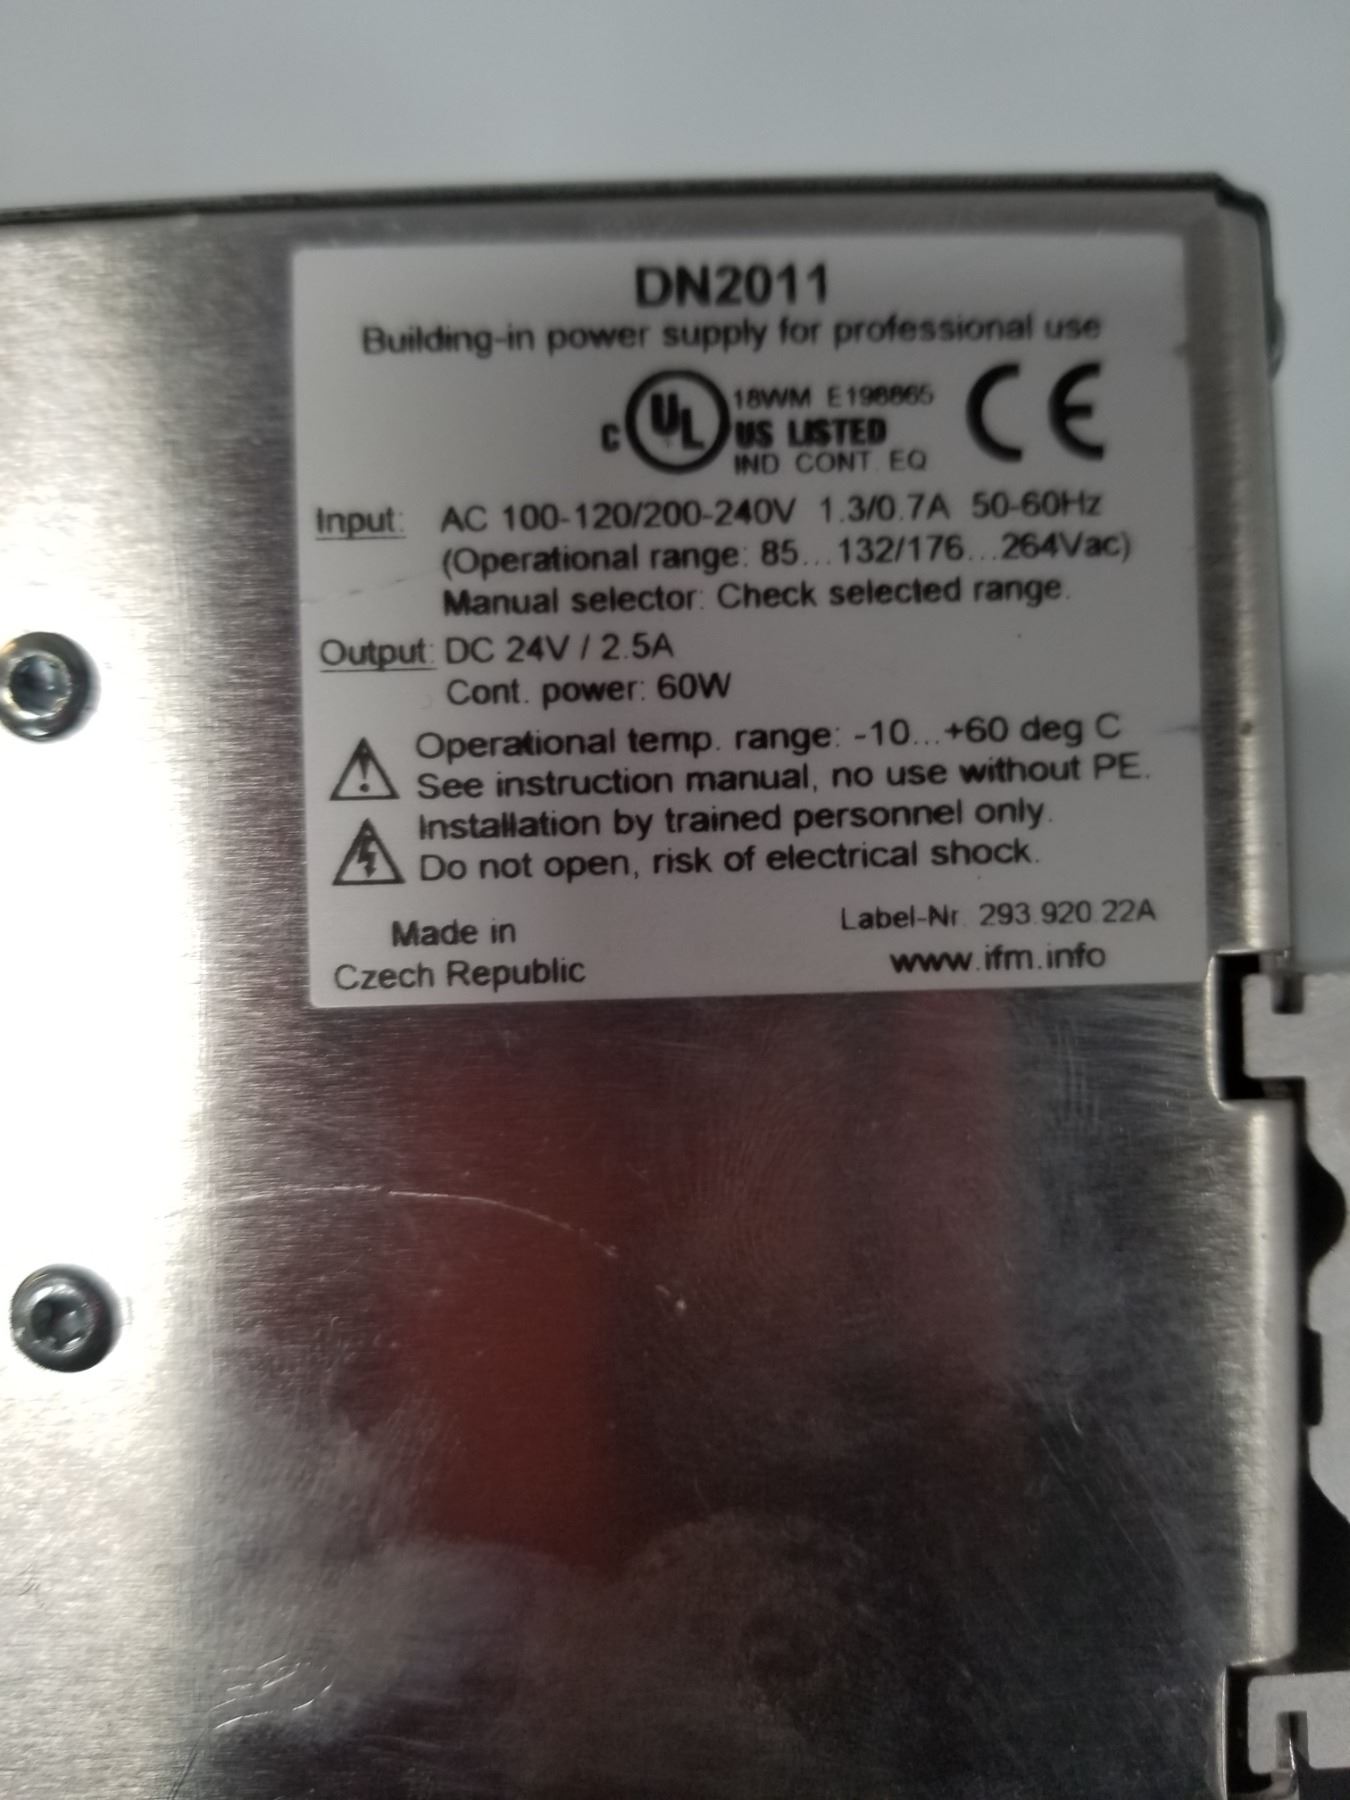 DN2011
Building-in power supply for professional use
c UL US LISTED 18WM E198865 CE
IND CONT. EQ
Input: AC 100-120/200-240V 1.3/0.7A 50-60Hz
(Operational range: 85...132/176...264Vac)
Manual selector: Check selected range.
Output: DC 24V / 2.5A
Cont. power: 60W
Operational temp. range: -10...+60 deg C
See instruction manual, no use without PE.
Installation by trained personnel only.
Do not open, risk of electrical shock.
Made in
Czech Republic
Label-Nr. 293.920.22A
www.ifm.info